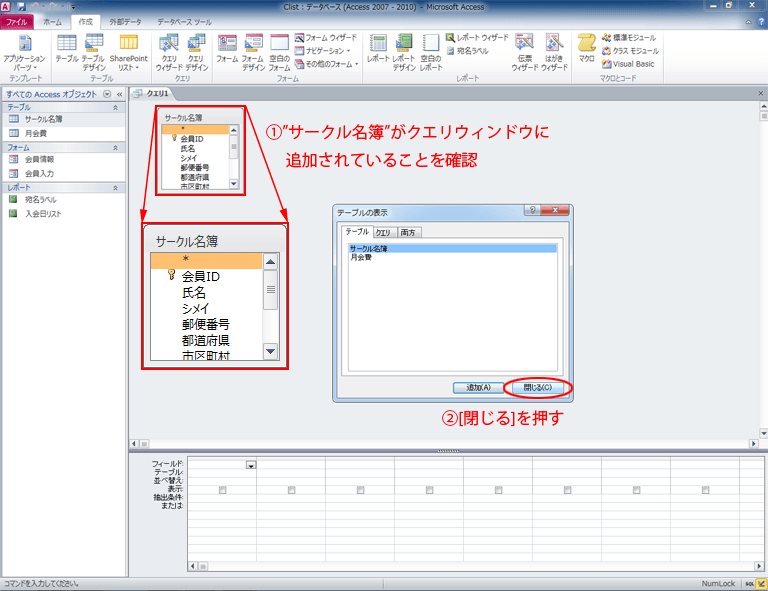 Clist : データベース (Access 2007 - 2010) - Microsoft Access
ファイル ホーム 作成 外部データ データベース ツール
アプリケーション パーツ テーブル テーブル デザイン SharePoint リスト クエリ ウィザード クエリ デザイン フォーム フォーム デザイン 空白の フォーム フォーム ウィザード ナビゲーション その他のフォーム レポート レポート デザイン 空白の レポート レポート ウィザード 宛名ラベル 伝票 ウィザード はがき ウィザード マクロ 標準モジュール クラス モジュール Visual Basic
テンプレート テーブル クエリ フォーム レポート マクロとコード
すべての Access オブジェクト
テーブル
サークル名簿
月会費
フォーム
会員情報
会員入力
レポート
宛名ラベル
入会日リスト
クエリ1
サークル名簿
*
会員ID
氏名
シメイ
郵便番号
都道府県
市区町村
①”サークル名簿”がクエリウィンドウに
追加されていることを確認
サークル名簿
*
会員ID
氏名
シメイ
郵便番号
都道府県
市区町村
テーブルの表示
テーブル クエリ 両方
サークル名簿
月会費
追加(A) 閉じる(C)
②[閉じる]を押す
フィールド:
テーブル:
並べ替え:
表示:
抽出条件:
または:
コマンドを入力してください。 NumLock SQL